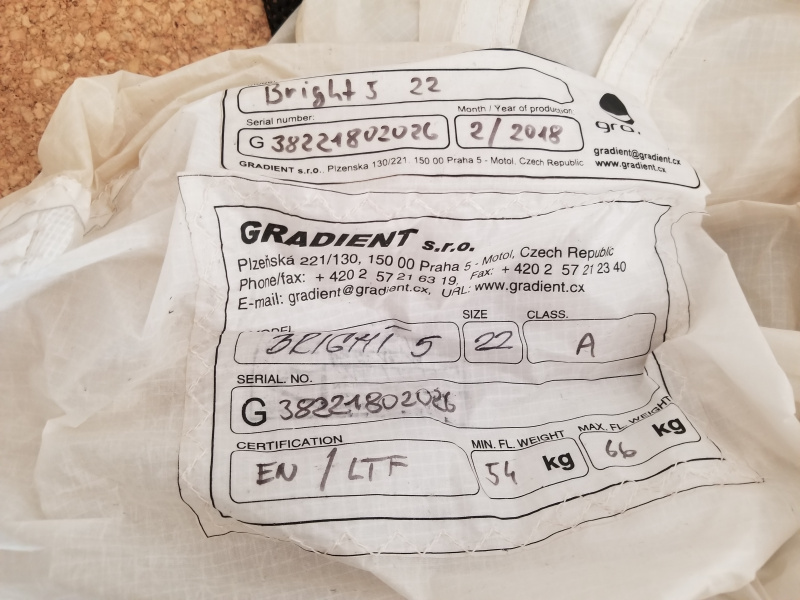 Bright 5 22
Serial number:
Month / Year of production
G 38221802026
2/2018
gra.
GRADIENT s.r.o., Plzenska 130/221, 150 00 Praha 5 - Motol, Czech Republic
gradient@gradient.cx
www.gradient.cx
GRADIENT s.r.o.
Plzeňská 221/130, 150 00 Praha 5 - Motol, Czech Republic
Phone/fax: + 420 2 57 21 63 19, Fax: + 420 2 57 21 23 40
E-mail: gradient@gradient.cx, URL: www.gradient.cx
MODEL SIZE CLASS.
BRIGHT 5 22 A
SERIAL. NO.
G 38221802026
CERTIFICATION MIN. FL. WEIGHT MAX. FL. WEIGHT
EN / LTF 54 kg 66 kg